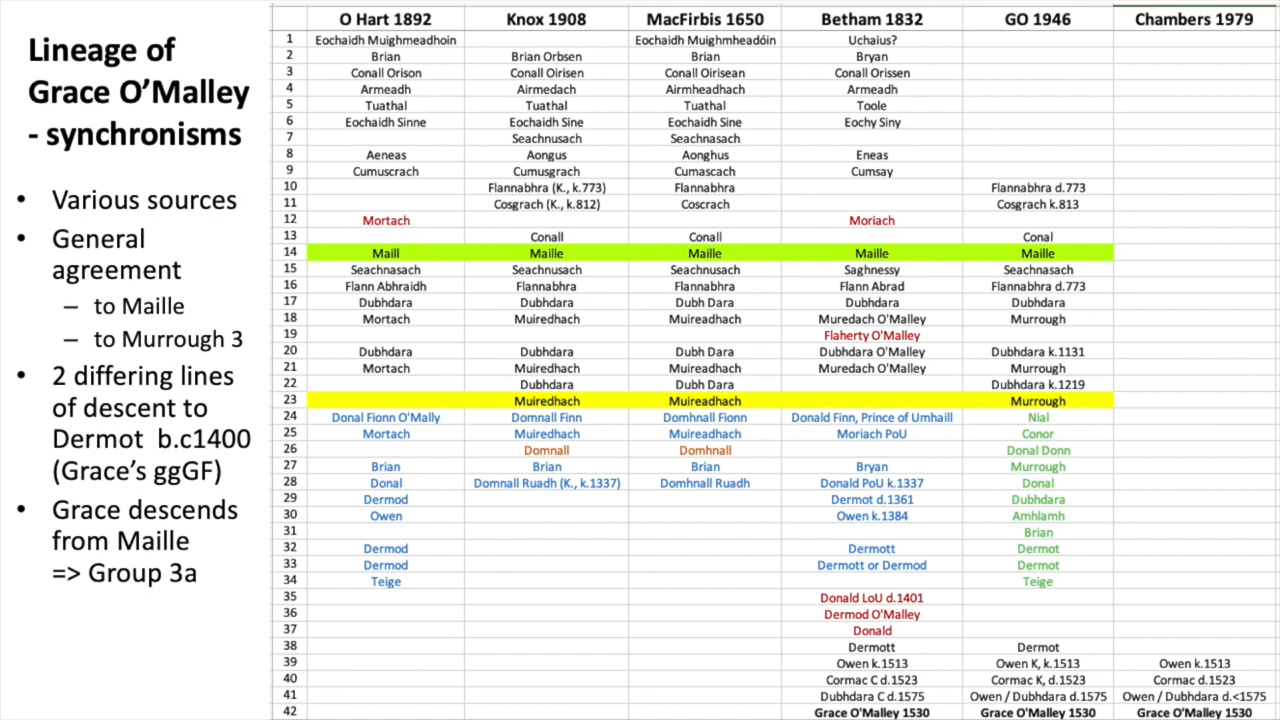 Lineage of
Grace O’Malley
- synchronisms
• Various sources
• General
agreement
– to Maille
– to Murrough 3
• 2 differing lines
of descent to
Dermot b.c1400
(Grace’s ggGF)
• Grace descends
from Maille
=> Group 3a
O Hart 1892 Knox 1908 MacFirbis 1650 Betham 1832 GO 1946 Chambers 1979
1 Eochaidh Muighmeadhoin Eochaidh Muighmheadóin Uchaius?
2 Brian Brian Orbsen Brian Bryan
3 Conall Orison Conall Oirisen Conall Oirisean Conall Orissen
4 Armeadh Airmedach Airmheadhach Armeadh
5 Tuathal Tuathal Tuathal Toole
6 Eochaidh Sinne Eochaidh Sine Eochaidh Sine Eochy Siny
7 Seachnusach Seachnasach
8 Aeneas Aongus Aonghus Eneas
9 Cumuscrach Cumusgrach Cumascach Cumsay
10 Flannabhra (K., k.773) Flannabhra Flannabhra d.773
11 Cosgrach (K., k.812) Coscrach Cosgrach k.813
12 Mortach Moriach
13 Conall Conall Conal
14 Maill Maille Maille Maille Maille
15 Seachnasach Seachnusach Seachnusach Saghnessy Seachnasach
16 Flann Abhraidh Flannabhra Flannabhra Flann Abrad Flannabhra d.773
17 Dubhdara Dubhdara Dubh Dara Dubhdara Dubhdara
18 Mortach Muiredhach Muireadhach Muredach O'Malley Murrough
19 Flaherty O'Malley
20 Dubhdara Dubhdara Dubh Dara Dubhdara O'Malley Dubhdara k.1131
21 Mortach Muiredhach Muireadhach Muredach O'Malley Murrough
22 Dubhdara Dubh Dara Dubhdara k.1219
23 Muiredhach Muireadhach Murrough
24 Donal Fionn O'Mally Domnall Finn Domhnall Fionn Donald Finn, Prince of Umhaill Nial
25 Mortach Muiredhach Muireadhach Moriach PoU Conor
26 Domnall Domhnall Donal Donn
27 Brian Brian Brian Bryan Murrough
28 Donal Domnall Ruadh (K., k.1337) Domhnall Ruadh Donald PoU k.1337 Donal
29 Dermod Dermot d.1361 Dubhdara
30 Owen Owen k.1384 Amhlamh
31 Brian
32 Dermod Dermott Dermot
33 Dermod Dermott or Dermod Dermot
34 Teige Teige
35 Donald LoU d.1401
36 Dermod O'Malley
37 Donald
38 Dermott Dermot
39 Owen k.1513 Owen K, k.1513 Owen k.1513
40 Cormac C d.1523 Cormac K, d.1523 Cormac d.1523
41 Dubhdara C d.1575 Owen / Dubhdara d.1575 Owen / Dubhdara d.<1575
42 Grace O'Malley 1530 Grace O'Malley 1530 Grace O'Malley 1530